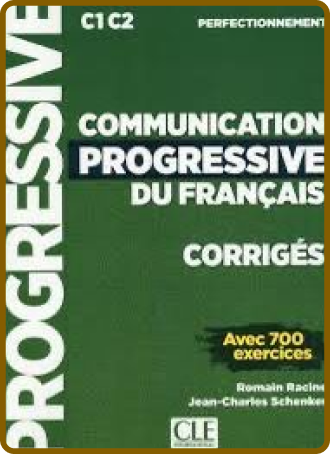 PROGRESSIVE
C1 C2 PERFECTIONNEMENT
COMMUNICATION
PROGRESSIVE
DU FRANÇAIS
CORRIGÉS
Avec 700
exercices
Romain Racine
Jean-Charles Schenker
CLE